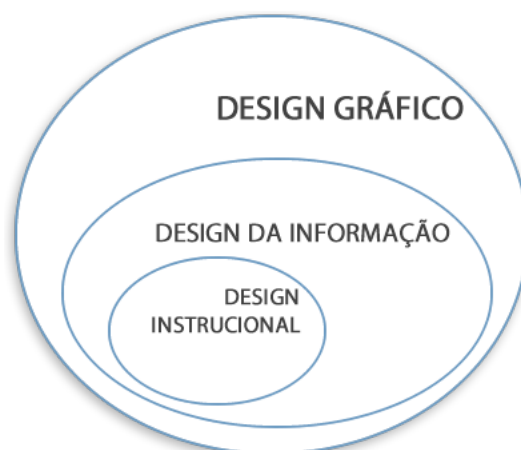 DESIGN GRÁFICO
DESIGN DA INFORMAÇÃO
DESIGN
INSTRUCIONAL